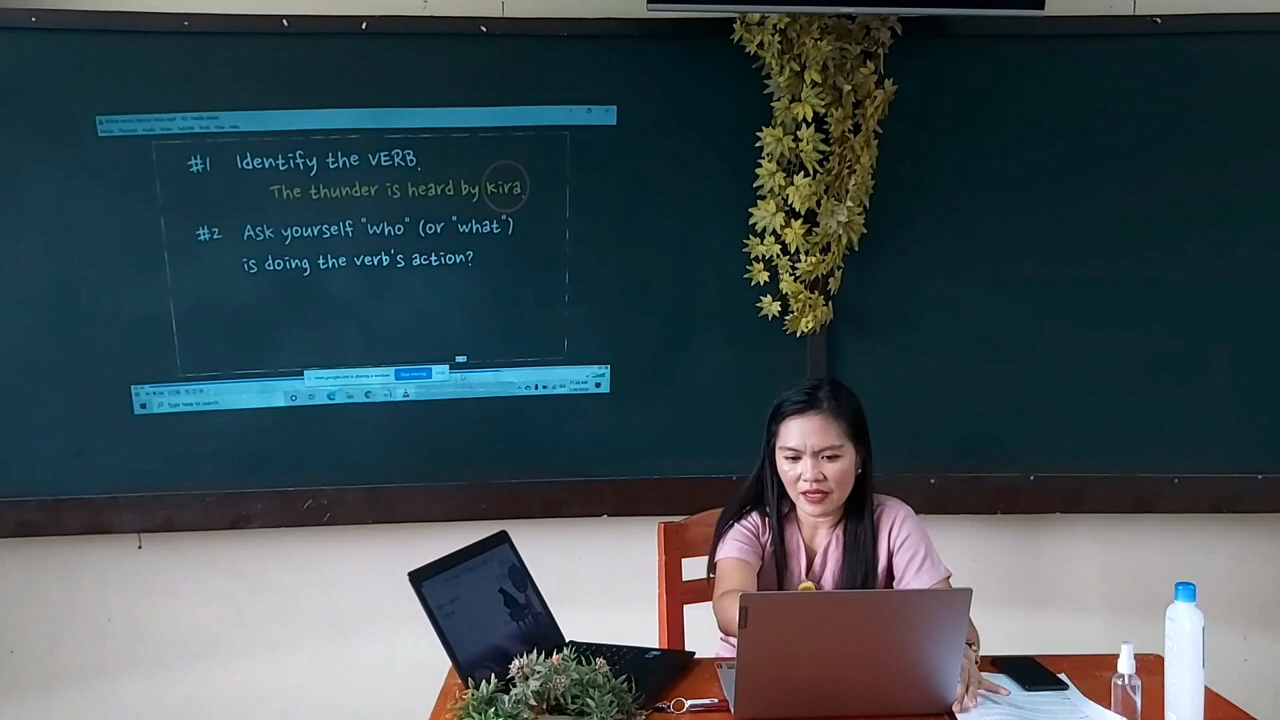 #1 Identify the VERB.
The thunder is heard by kira.
#2 Ask yourself "who" (or "what")
is doing the verb's action?
Type here to search